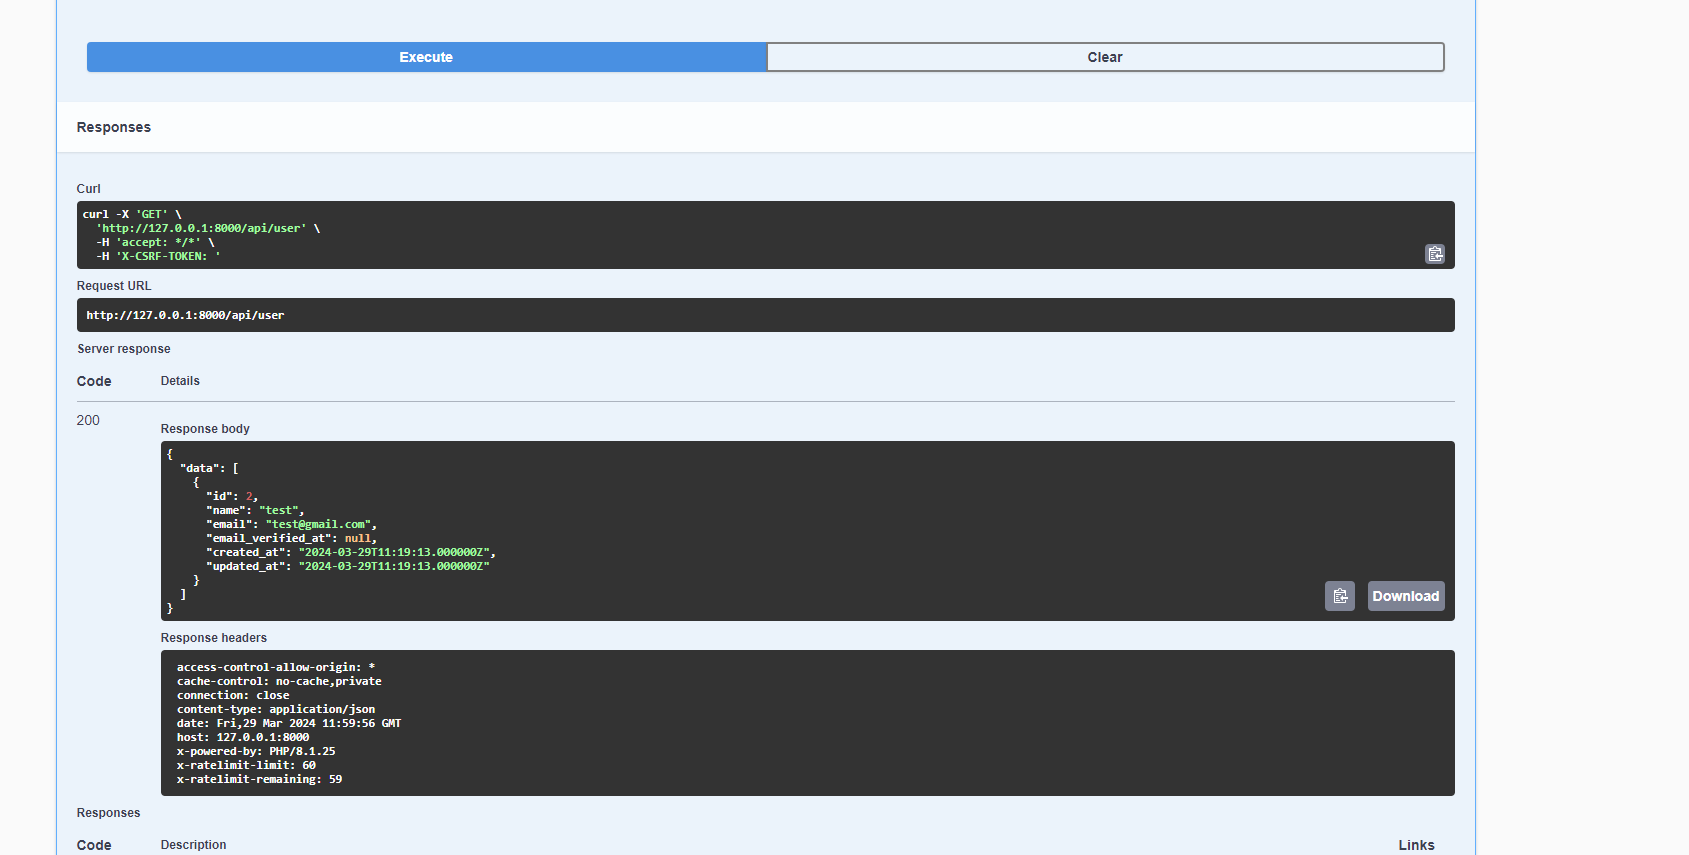 Execute
Clear
Responses
Curl
curl -X 'GET' \
  'http://127.0.0.1:8000/api/user' \
  -H 'accept: */*' \
  -H 'X-CSRF-TOKEN: '
Request URL
http://127.0.0.1:8000/api/user
Server response
Code Details
200
Response body
{
  "data": [
    {
      "id": 2,
      "name": "test",
      "email": "test@gmail.com",
      "email_verified_at": null,
      "created_at": "2024-03-29T11:19:13.000000Z",
      "updated_at": "2024-03-29T11:19:13.000000Z"
    }
  ]
}
Download
Response headers
access-control-allow-origin: *
cache-control: no-cache,private
connection: close
content-type: application/json
date: Fri,29 Mar 2024 11:59:56 GMT
host: 127.0.0.1:8000
x-powered-by: PHP/8.1.25
x-ratelimit-limit: 60
x-ratelimit-remaining: 59
Responses
Code Description Links